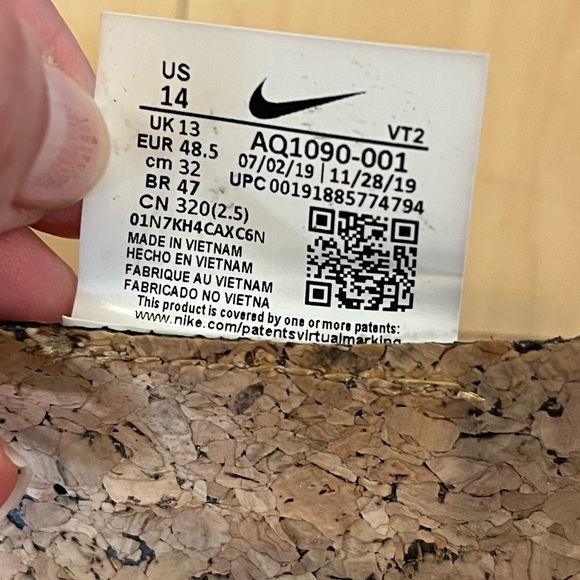 US
14
VT2
UK 13
AQ1090-001
EUR 48.5
07/02/19 | 11/28/19
cm 32
UPC 00191885774794
BR 47
CN 320(2.5)
01N7KH4CAXC6N
MADE IN VIETNAM
HECHO EN VIETNAM
FABRIQUE AU VIETNAM
FABRICADO NO VIETNA
This product is covered by one or more patents:
www.nike.com/patentsvirtualmarking